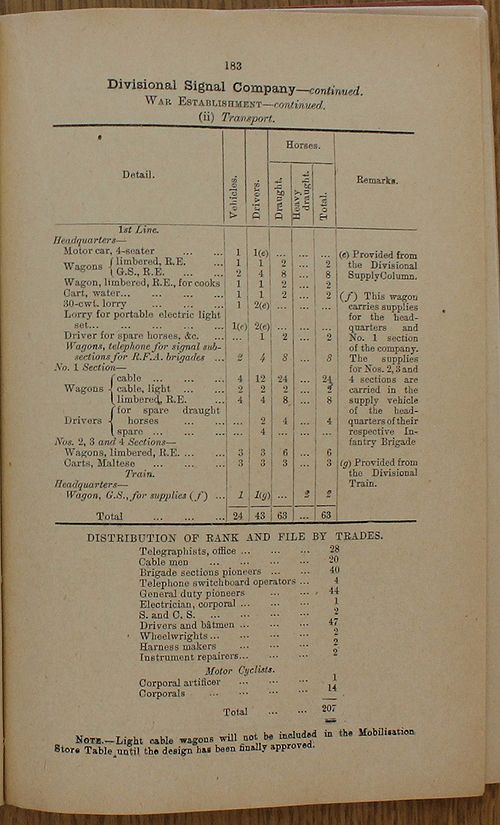 183
Divisional Signal Company—continued.
WAR ESTABLISHMENT—continued.
(ii) Transport.
Detail. Vehicles. Drivers. Horses. Draught. Heavy draught. Total. Remarks.
1st Line.
Headquarters—
Motor car, 4-seater ... ... 1 1(e) ... ... ...
Wagons { limbered, R.E. ... 1 1 2 ... 2
G.S., R.E. ... ... 2 4 8 ... 8
Wagon, limbered, R.E., for cooks 1 1 2 ... 2
Cart, water... ... ... ... 1 1 2 ... 2
30-cwt. lorry ... ... ... 1 2(e) ... ... ...
Lorry for portable electric light
set... ... ... ... ... 1(e) 2(e) ... ... ...
Driver for spare horses, &c. ... ... 1 2 ... 2
Wagons, telephone for signal sub-
sections for R.F.A. brigades ... 2 4 8 ... 8
No. 1 Section—
Wagons { cable ... ... ... 4 12 24 ... 24
cable, light ... ... 2 2 2 ... 2
limbered, R.E. ... 4 4 8 ... 8
Drivers { for spare draught
horses ... ... ... 2 4 ... 4
spare ... ... ... ... 4 ... ... ...
Nos. 2, 3 and 4 Sections—
Wagons, limbered, R.E. ... ... 3 3 6 ... 6
Carts, Maltese ... ... ... 3 3 3 ... 3
Train.
Headquarters—
Wagon, G.S., for supplies (f) ... 1 1(g) ... 2 2
Total ... ... ... 24 43 63 ... 63
(e) Provided from
the Divisional
Supply Column.
(f) This wagon
carries supplies
for the head-
quarters and
No. 1 section
of the company.
The supplies
for Nos. 2, 3 and
4 sections are
carried in the
supply vehicle
of the head-
quarters of their
respective In-
fantry Brigade
(g) Provided from
the Divisional
Train.
DISTRIBUTION OF RANK AND FILE BY TRADES.
Telegraphists, office ... ... ... 28
Cable men ... ... ... ... 20
Brigade sections pioneers ... ... 40
Telephone switchboard operators ... 4
General duty pioneers ... ... 44
Electrician, corporal ... ... ... 1
S. and C. S. ... ... ... ... 2
Drivers and bâtmen ... ... ... 47
Wheelwrights ... ... ... ... 2
Harness makers ... ... ... 2
Instrument repairers... ... ... 2
Motor Cyclists.
Corporal artificer ... ... ... 1
Corporals ... ... ... ... 14
Total ... ... 207
NOTE.—Light cable wagons will not be included in the Mobilisation
Store Table until the design has been finally approved.